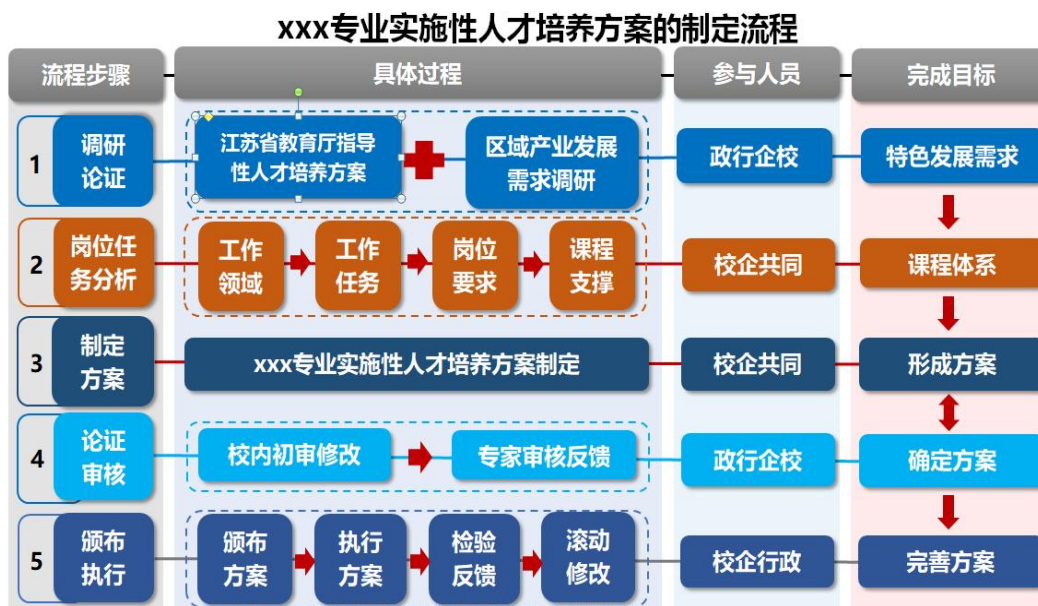 xxx专业实施性人才培养方案的制定流程
流程步骤
具体过程
参与人员
完成目标
1
调研
论证
江苏省教育厅指导
性人才培养方案
区域产业发展
需求调研
政行企校
特色发展需求
2
岗位任
务分析
工作
领域
工作
任务
岗位
要求
课程
支撑
校企共同
课程体系
3
制定
方案
xxx专业实施性人才培养方案制定
校企共同
形成方案
4
论证
审核
校内初审修改
专家审核反馈
政行企校
确定方案
5
颁布
执行
颁布
方案
执行
方案
检验
反馈
滚动
修改
校企行政
完善方案